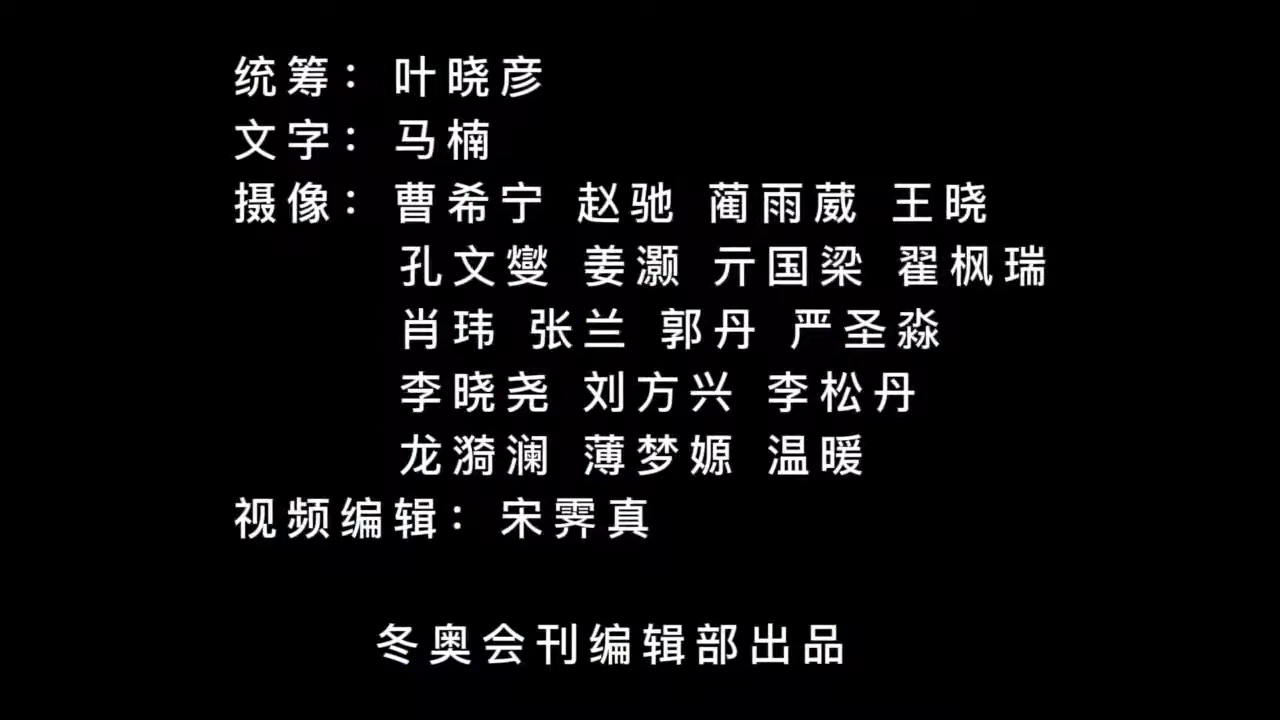 统筹：叶晓彦
文字：马楠
摄像：曹希宁 赵驰 蔺雨葳 王晓
孔文燮 姜灏 亓国梁 翟枫瑞
肖玮 张兰 郭丹 严圣淼
李晓尧 刘方兴 李松丹
龙漪澜 薄梦嫄 温暖
视频编辑：宋霁真
冬奥会刊编辑部出品